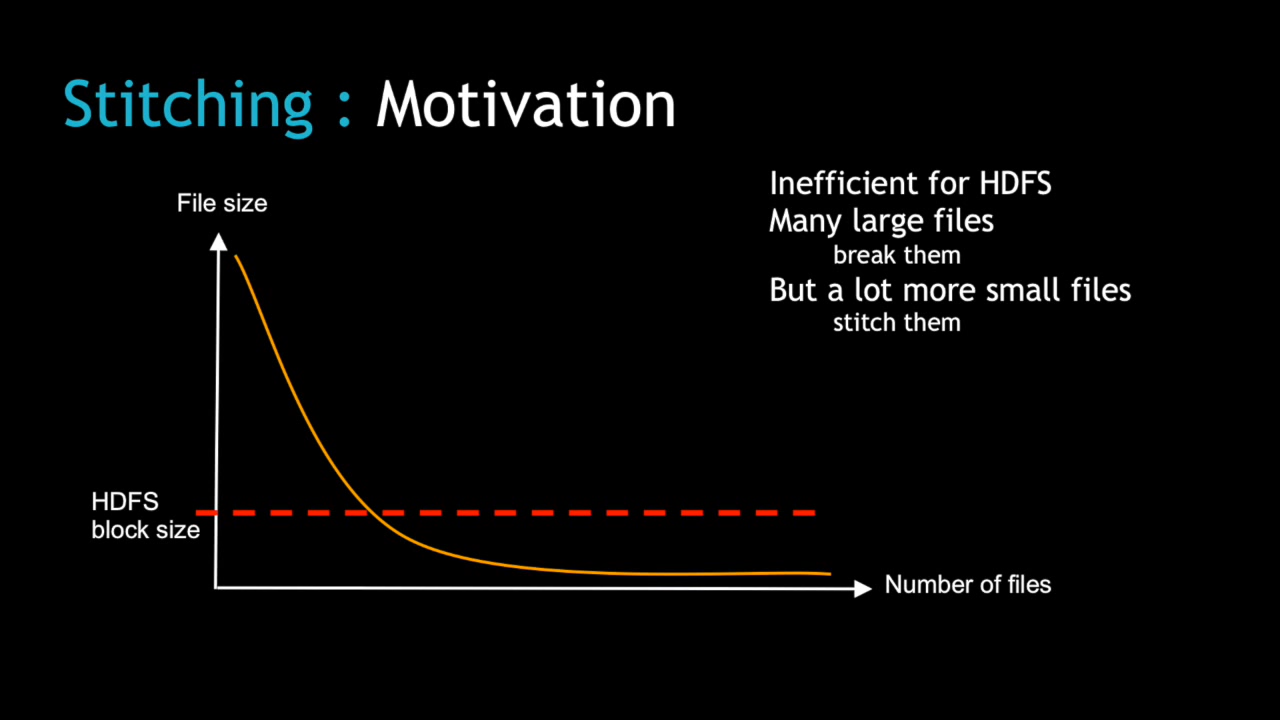 Stitching : Motivation
Inefficient for HDFS
Many large files
break them
But a lot more small files
stitch them
File size
HDFS
block size
Number of files